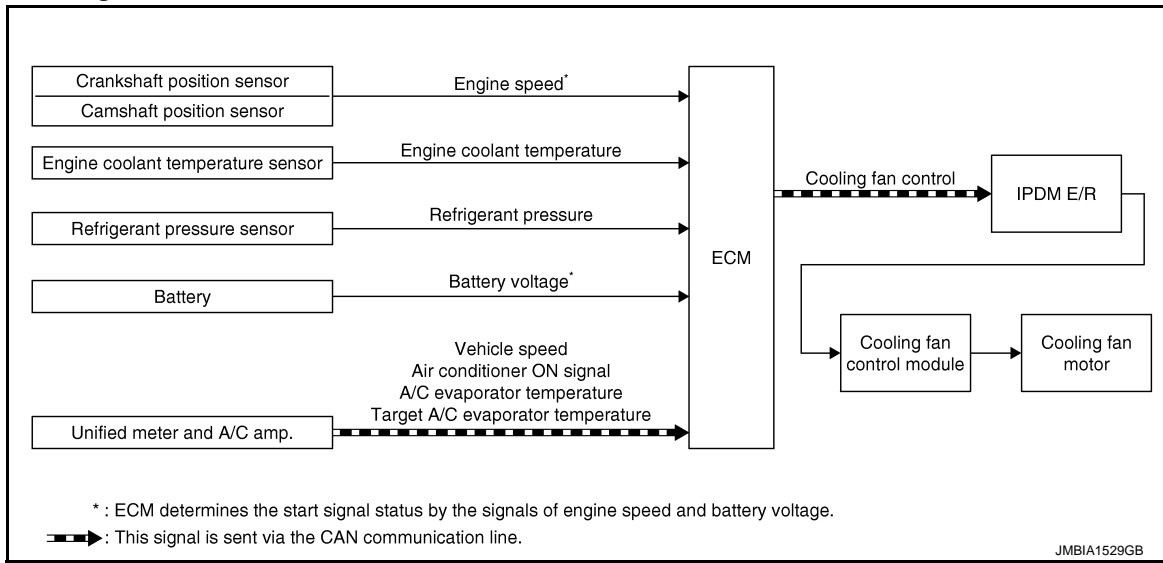 Crankshaft position sensor
Camshaft position sensor
Engine speed*
Engine coolant temperature sensor
Engine coolant temperature
Refrigerant pressure sensor
Refrigerant pressure
Battery
Battery voltage*
Unified meter and A/C amp.
Vehicle speed
Air conditioner ON signal
A/C evaporator temperature
Target A/C evaporator temperature
ECM
Cooling fan control
IPDM E/R
Cooling fan
control module
Cooling fan
motor
* : ECM determines the start signal status by the signals of engine speed and battery voltage.
: This signal is sent via the CAN communication line.
JMBIA1529GB